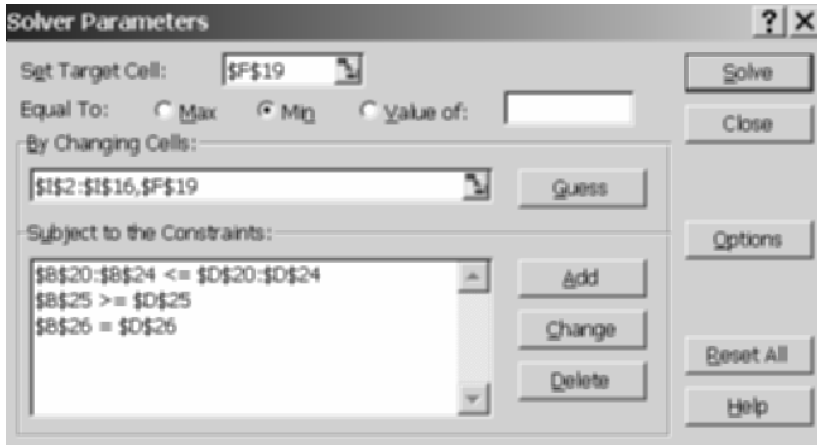 Solver Parameters
Set Target Cell: $F$19
Solve
Equal To: Max Min Value of:
Close
By Changing Cells:
$I$2:$I$16,$F$19
Guess
Subject to the Constraints:
Options
$B$20:$B$24 <= $D$20:$D$24
Add
$B$25 >= $D$25
$B$26 = $D$26
Change
Reset All
Delete
Help